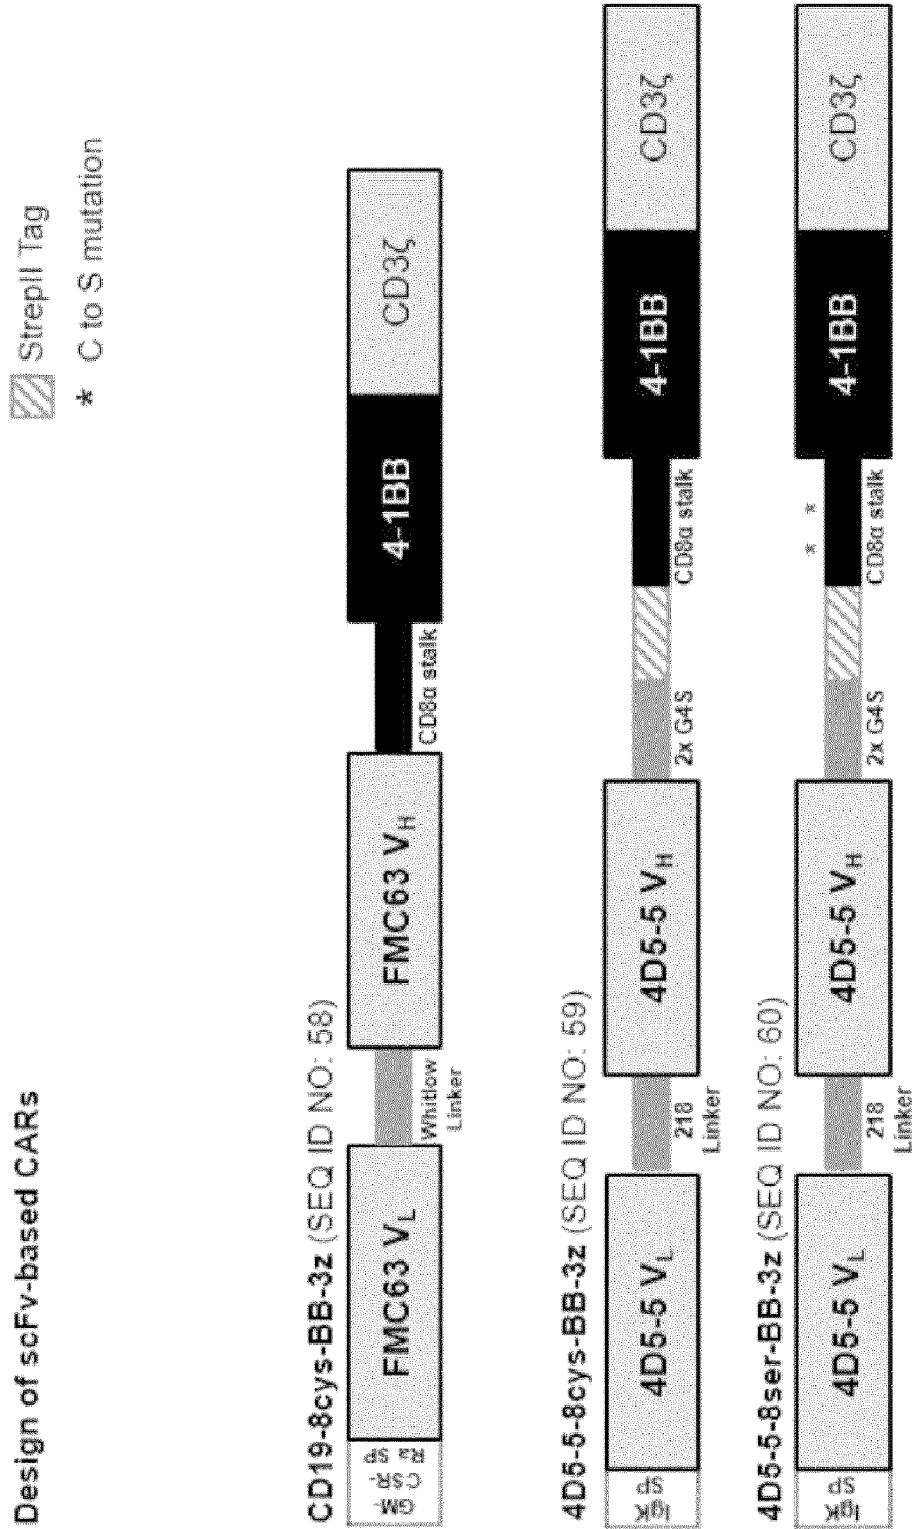 Design of scFv-based CARs
StrepII Tag
* C to S mutation
CD19-8cys-BB-3z (SEQ ID NO: 58)
GM-
CSR-
Ra SP
FMC63 VL
Whitlow
Linker
FMC63 VH
CD8α stalk
4-1BB
CD3ζ
4D5-5-8cys-BB-3z (SEQ ID NO: 59)
IgK
SP
4D5-5 VL
218
Linker
4D5-5 VH
2x G4S
CD8α stalk
4-1BB
CD3ζ
4D5-5-8ser-BB-3z (SEQ ID NO: 60)
IgK
SP
4D5-5 VL
218
Linker
4D5-5 VH
2x G4S
* *
CD8α stalk
4-1BB
CD3ζ